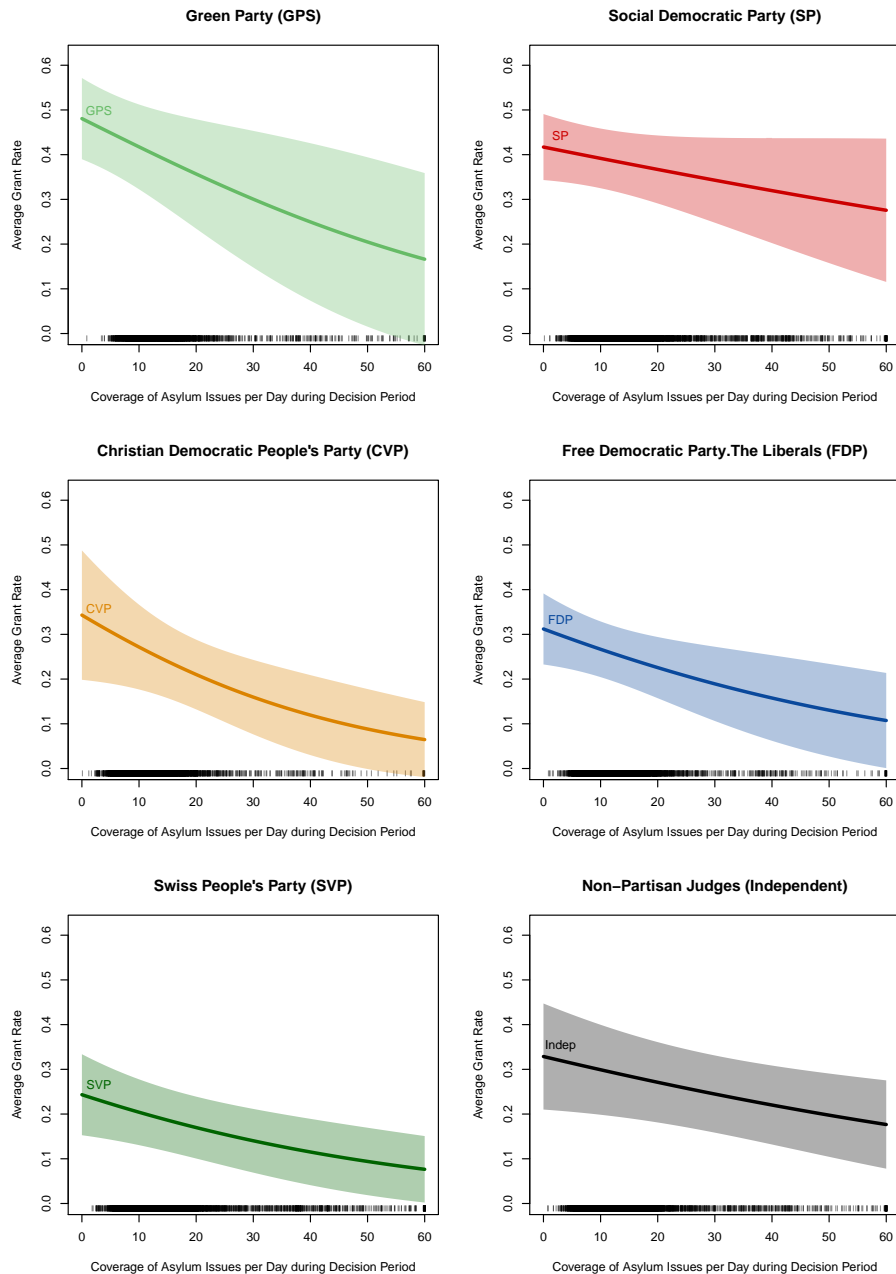 Green Party (GPS)
Average Grant Rate
0.0 0.1 0.2 0.3 0.4 0.5 0.6
GPS
0 10 20 30 40 50 60
Coverage of Asylum Issues per Day during Decision Period
Social Democratic Party (SP)
Average Grant Rate
0.0 0.1 0.2 0.3 0.4 0.5 0.6
SP
0 10 20 30 40 50 60
Coverage of Asylum Issues per Day during Decision Period
Christian Democratic People's Party (CVP)
Average Grant Rate
0.0 0.1 0.2 0.3 0.4 0.5 0.6
CVP
0 10 20 30 40 50 60
Coverage of Asylum Issues per Day during Decision Period
Free Democratic Party.The Liberals (FDP)
Average Grant Rate
0.0 0.1 0.2 0.3 0.4 0.5 0.6
FDP
0 10 20 30 40 50 60
Coverage of Asylum Issues per Day during Decision Period
Swiss People's Party (SVP)
Average Grant Rate
0.0 0.1 0.2 0.3 0.4 0.5 0.6
SVP
0 10 20 30 40 50 60
Coverage of Asylum Issues per Day during Decision Period
Non−Partisan Judges (Independent)
Average Grant Rate
0.0 0.1 0.2 0.3 0.4 0.5 0.6
Indep
0 10 20 30 40 50 60
Coverage of Asylum Issues per Day during Decision Period